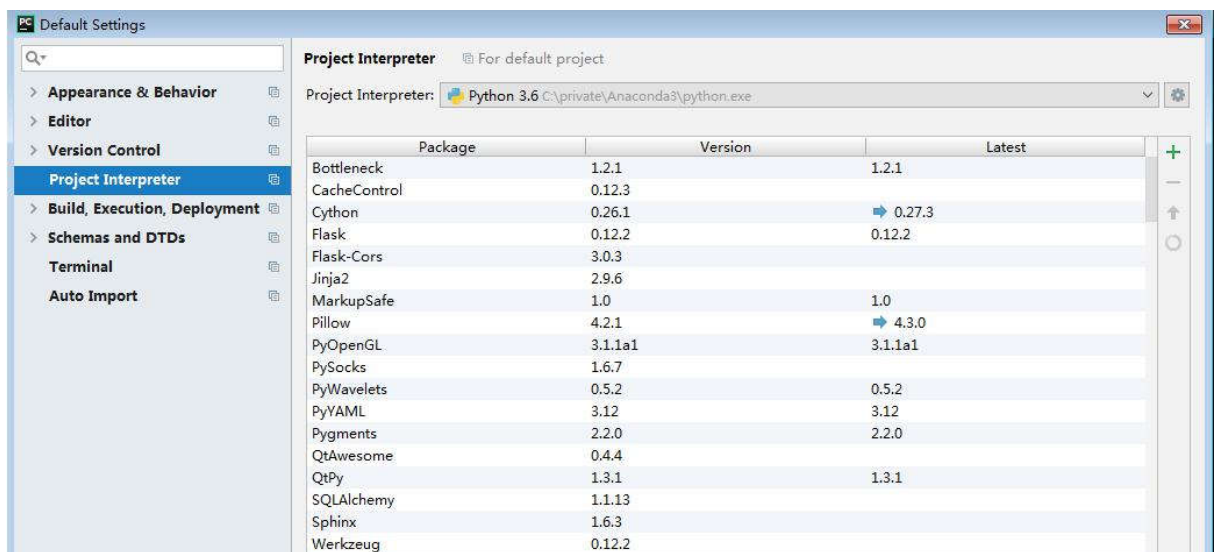 PC Default Settings
Project Interpreter For default project
Appearance & Behavior
Editor
Version Control
Project Interpreter
Build, Execution, Deployment
Schemas and DTDs
Terminal
Auto Import
Project Interpreter: Python 3.6 C:\private\Anaconda3\python.exe
Package Version Latest
Bottleneck 1.2.1 1.2.1
CacheControl 0.12.3
Cython 0.26.1 0.27.3
Flask 0.12.2 0.12.2
Flask-Cors 3.0.3
Jinja2 2.9.6
MarkupSafe 1.0 1.0
Pillow 4.2.1 4.3.0
PyOpenGL 3.1.1a1 3.1.1a1
PySocks 1.6.7
PyWavelets 0.5.2 0.5.2
PyYAML 3.12 3.12
Pygments 2.2.0 2.2.0
QtAwesome 0.4.4
QtPy 1.3.1 1.3.1
SQLAlchemy 1.1.13
Sphinx 1.6.3
Werkzeug 0.12.2